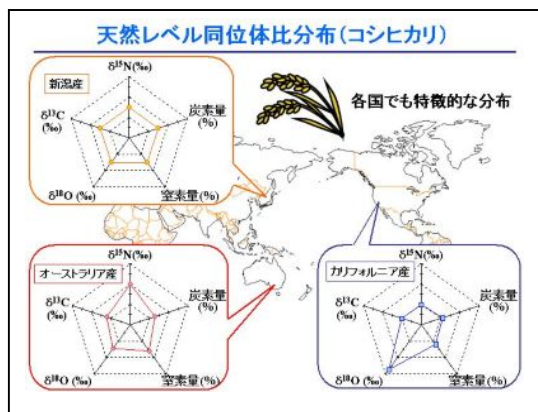 天然レベル同位体比分布(コシヒカリ)
各国でも特徴的な分布
新潟産
δ¹⁵N(‰)
炭素量
(%)
窒素量(%)
δ¹⁸O (‰)
δ¹³C
(‰)
オーストラリア産
δ¹⁵N(‰)
炭素量
(%)
窒素量(%)
δ¹⁸O (‰)
δ¹³C
(‰)
カリフォルニア産
δ¹⁵N(‰)
炭素量
(%)
窒素量(%)
δ¹⁸O (‰)
δ¹³C
(‰)